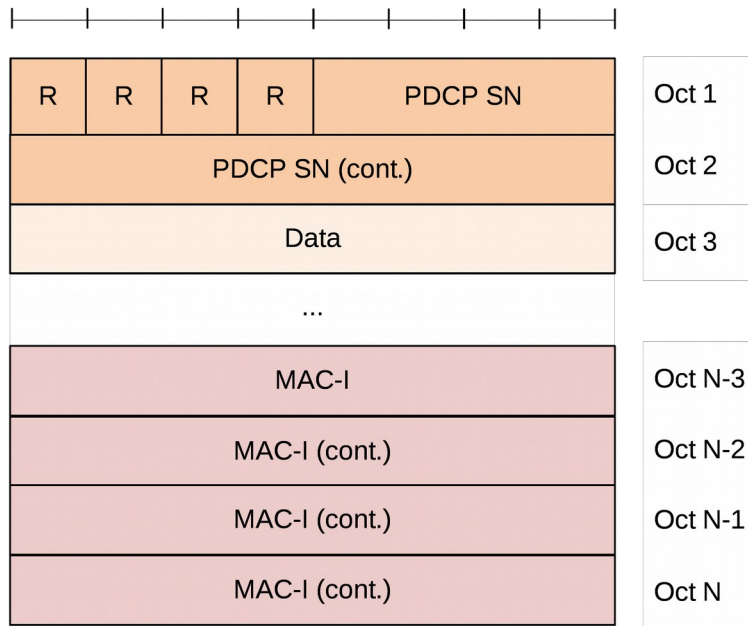 R R R R PDCP SN Oct 1
PDCP SN (cont.) Oct 2
Data Oct 3
...
MAC-I Oct N-3
MAC-I (cont.) Oct N-2
MAC-I (cont.) Oct N-1
MAC-I (cont.) Oct N